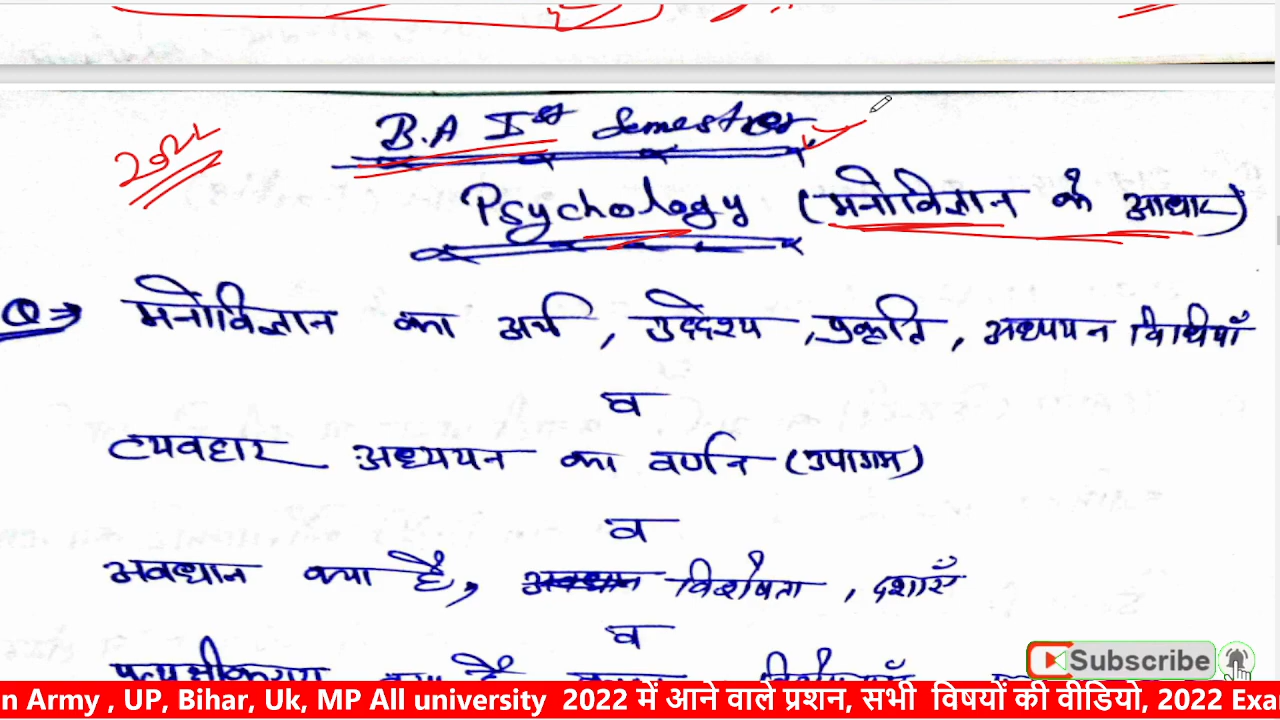 B.A Ist Semester
2022
Psychology (मनोविज्ञान के आधार)
Q⇒ मनोविज्ञान का अर्थ, उद्देश्य, प्रकृति, अध्ययन विधियाँ
व
व्यवहार अध्ययन का वर्णन (उपागम)
व
अवधान क्या है, अवधान विशेषता, दशाएँ
व
Subscribe
n Army , UP, Bihar, Uk, MP All university 2022 में आने वाले प्रशन, सभी विषयों की वीडियो, 2022 Exa